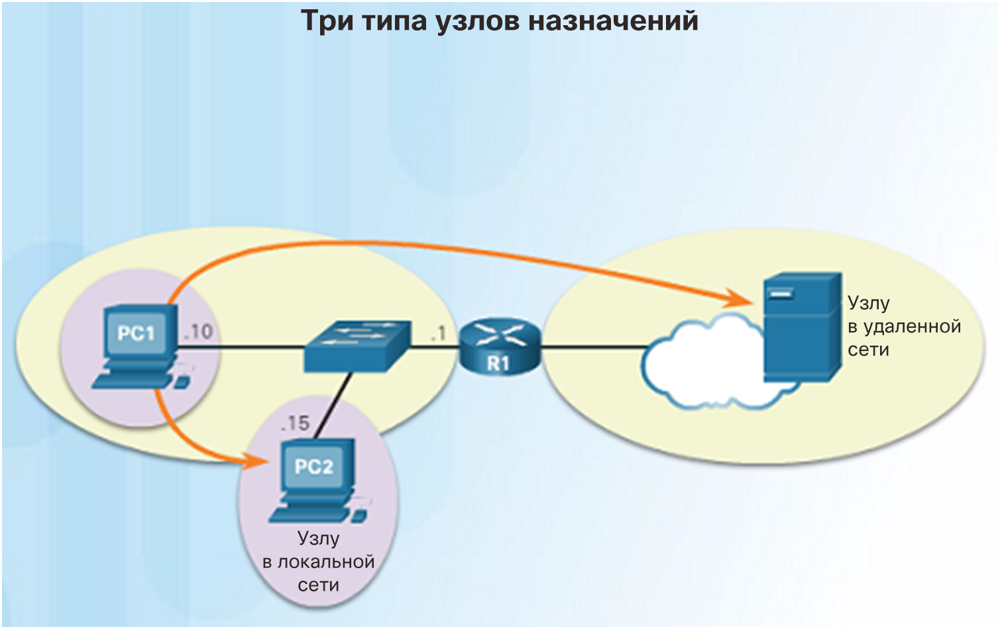 Три типа узлов назначений
PC1
.10
.1
R1
Узлу
в удаленной
сети
.15
PC2
Узлу
в локальной
сети